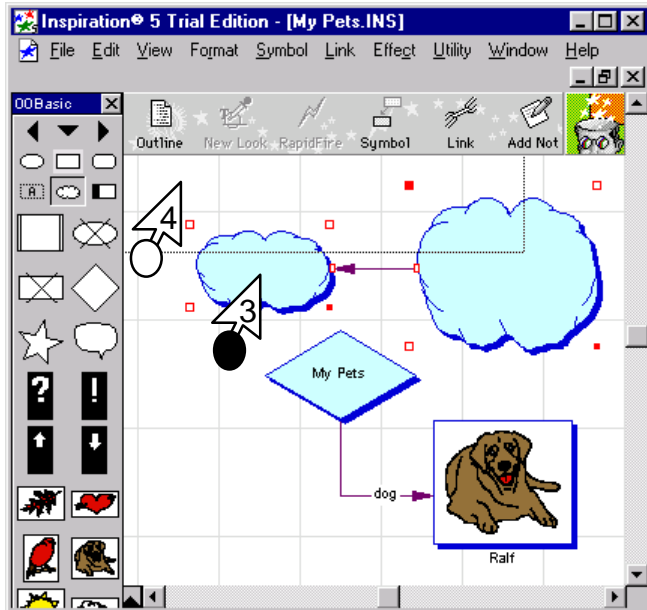 Inspiration® 5 Trial Edition - [My Pets.INS]
File Edit View Format Symbol Link Effect Utility Window Help
00Basic
Outline New Look RapidFire Symbol Link Add Not
A
4
3
? !
My Pets
dog
Ralf